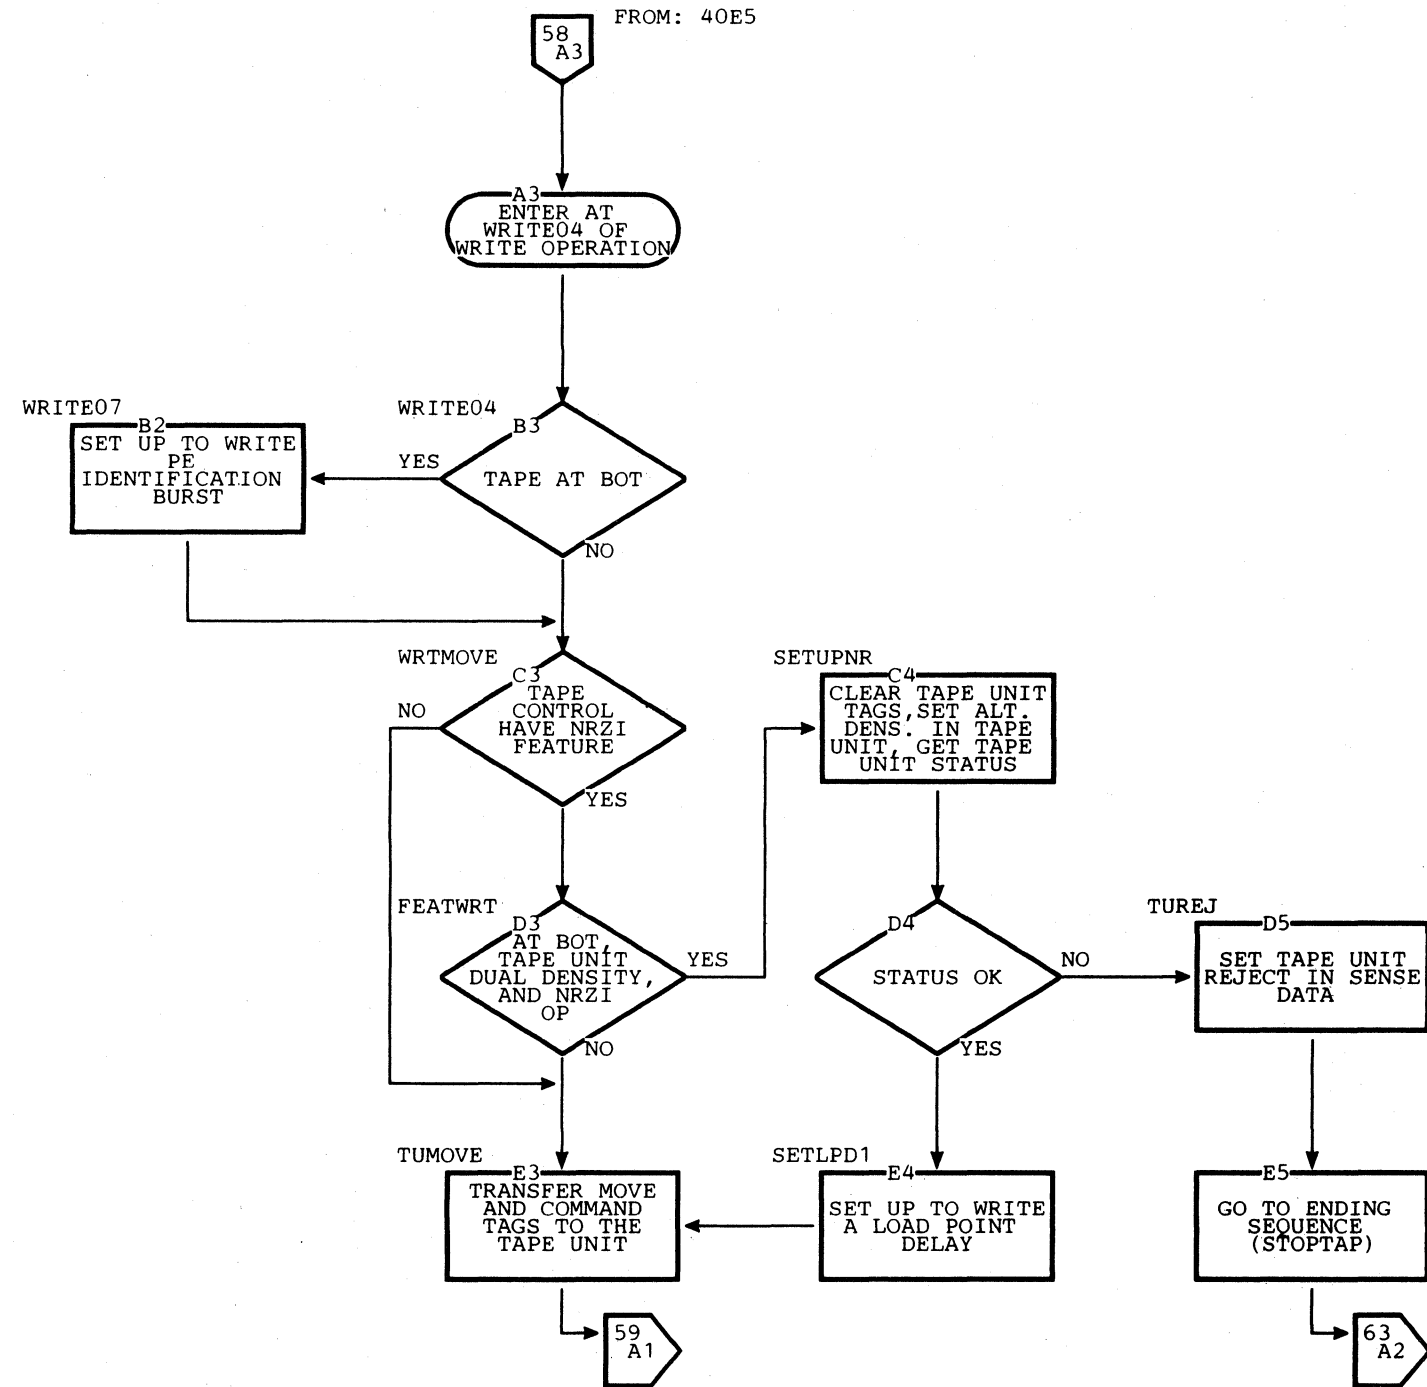 FROM: 40E5
58
A3
A3
ENTER AT
WRITE04 OF
WRITE OPERATION
WRITE07
B2
SET UP TO WRITE
PE
IDENTIFICATION
BURST
WRITE04
B3
YES
TAPE AT BOT
NO
WRTMOVE
C3
TAPE
CONTROL
HAVE NRZI
FEATURE
NO
YES
SETUPNR
C4
CLEAR TAPE UNIT
TAGS,SET ALT.
DENS. IN TAPE
UNIT, GET TAPE
UNIT STATUS
FEATWRT
D3
AT BOT,
TAPE UNIT
DUAL DENSITY,
AND NRZI
OP
YES
NO
D4
STATUS OK
NO
YES
TUREJ
D5
SET TAPE UNIT
REJECT IN SENSE
DATA
TUMOVE
E3
TRANSFER MOVE
AND COMMAND
TAGS TO THE
TAPE UNIT
SETLPD1
E4
SET UP TO WRITE
A LOAD POINT
DELAY
E5
GO TO ENDING
SEQUENCE
(STOPTAP)
59
A1
63
A2